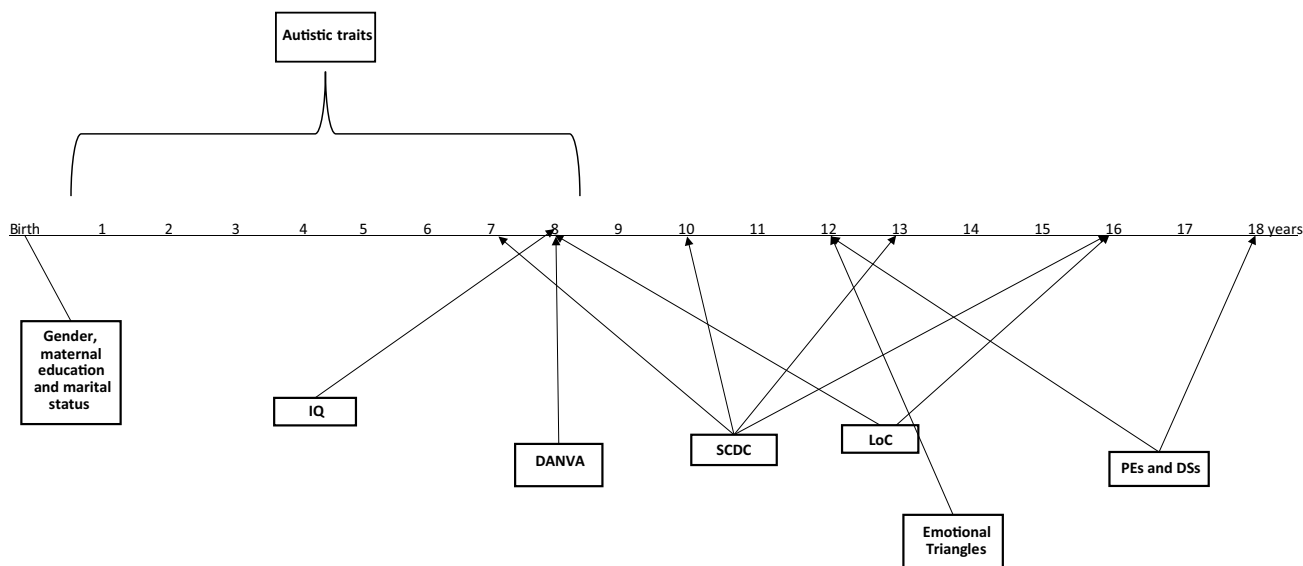 Autistic traits
Birth 1 2 3 4 5 6 7 8 9 10 11 12 13 14 15 16 17 18 years
Gender,
maternal
education
and marital
status
IQ
DANVA
SCDC
LoC
PEs and DSs
Emotional
Triangles